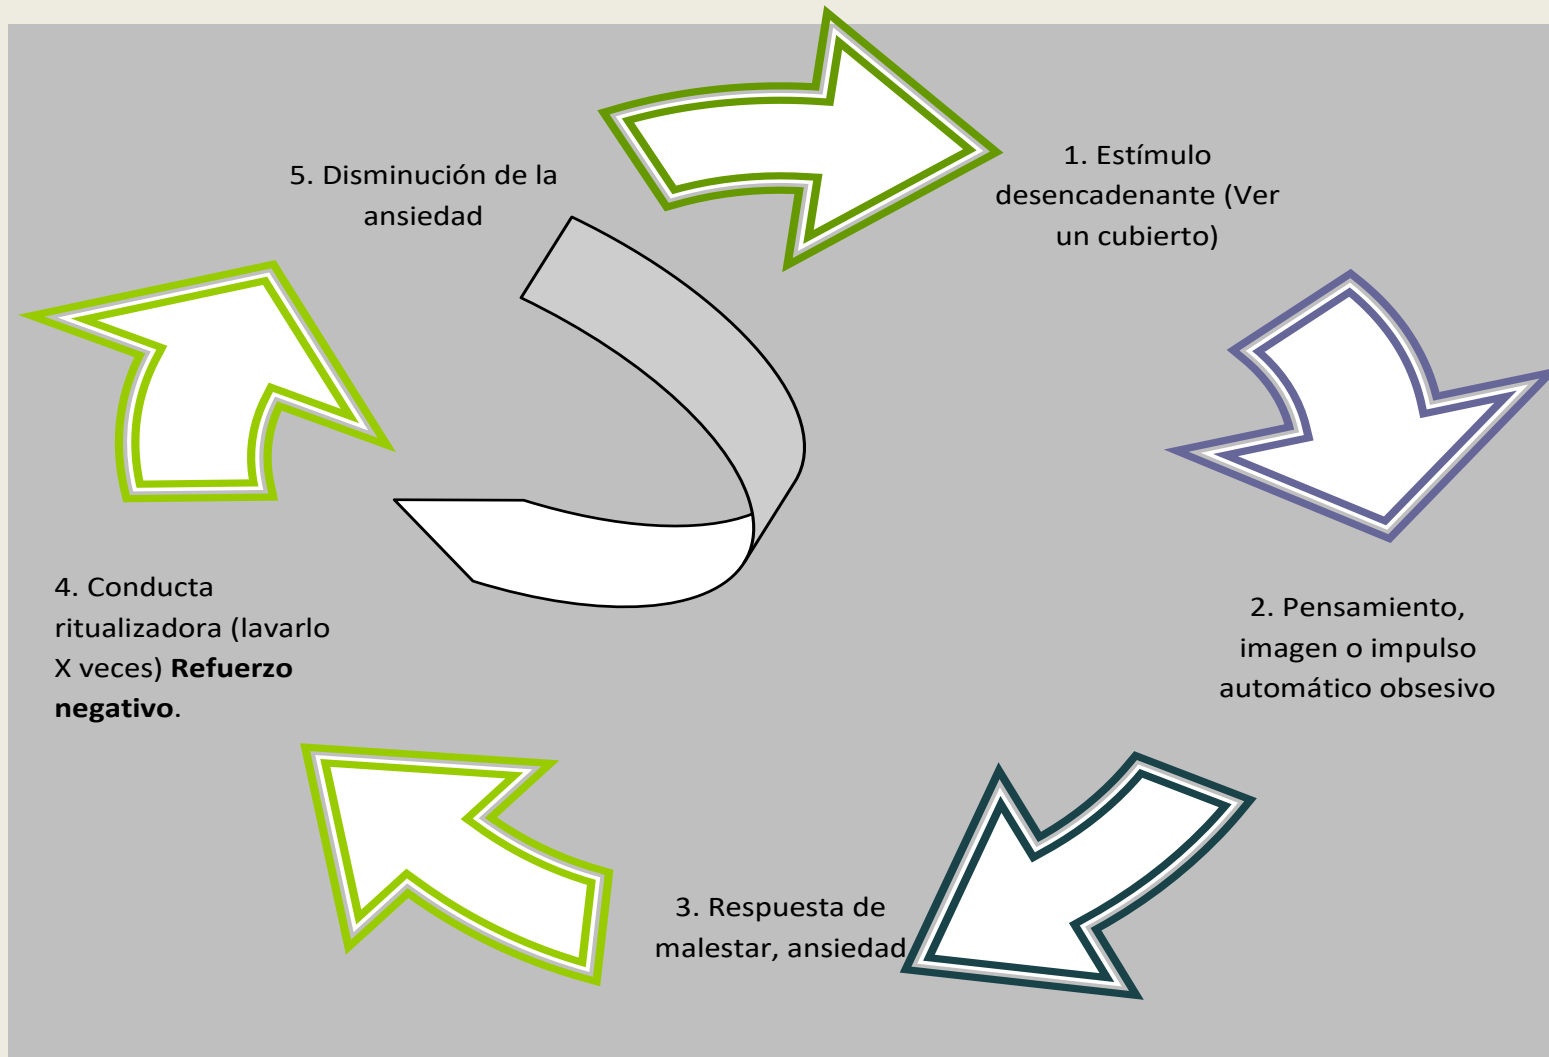 1. Estímulo
desencadenante (Ver
un cubierto)
2. Pensamiento,
imagen o impulso
automático obsesivo
3. Respuesta de
malestar, ansiedad
4. Conducta
ritualizadora (lavarlo
X veces) Refuerzo
negativo.
5. Disminución de la
ansiedad